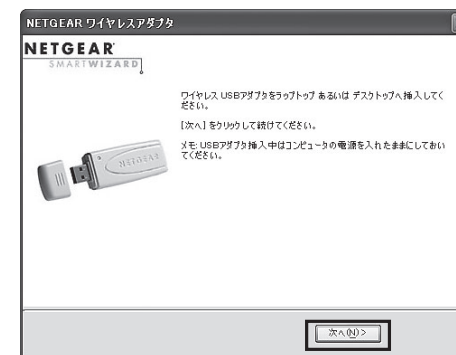 NETGEAR ワイヤレスアダプタ
NETGEAR
SMARTWIZARD
ワイヤレス USBアダプタをラップトップ あるいは デスクトップへ挿入してく
ださい。
[次へ] をクリックして続けてください。
メモ: USBアダプタ挿入中はコンピュータの電源を入れたままにしておい
てください。
NETGEAR
次へ(N)>